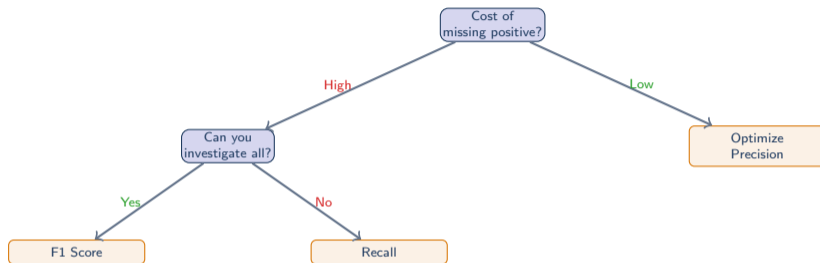 Cost of
missing positive?
High
Low
Can you
investigate all?
Optimize
Precision
Yes
No
F1 Score
Recall